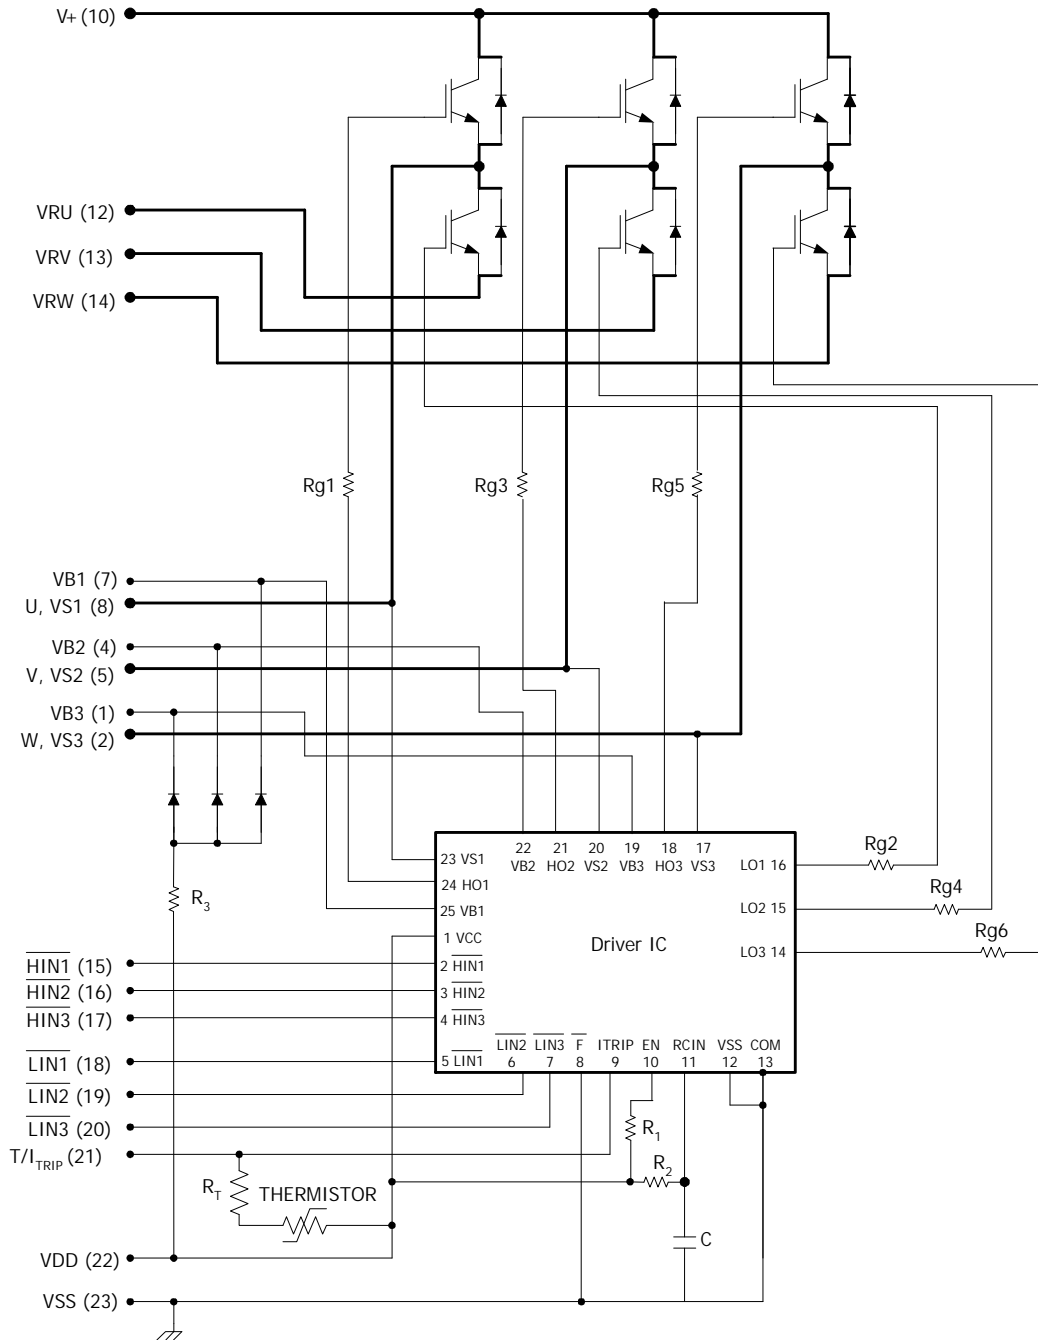 V+ (10)
VRU (12)
VRV (13)
VRW (14)
Rg1
Rg3
Rg5
VB1 (7)
U, VS1 (8)
VB2 (4)
V, VS2 (5)
VB3 (1)
W, VS3 (2)
R3
22 21 20 19 18 17
VB2 HO2 VS2 VB3 HO3 VS3
23 VS1
24 HO1
25 VB1
1 VCC
2 HIN1
3 HIN2
4 HIN3
5 LIN1
Driver IC
LO1 16
LO2 15
LO3 14
Rg2
Rg4
Rg6
LIN2 LIN3 F ITRIP EN RCIN VSS COM
6 7 8 9 10 11 12 13
HIN1 (15)
HIN2 (16)
HIN3 (17)
LIN1 (18)
LIN2 (19)
LIN3 (20)
T/ITRIP (21)
R1
R2
RT
THERMISTOR
C
VDD (22)
VSS (23)